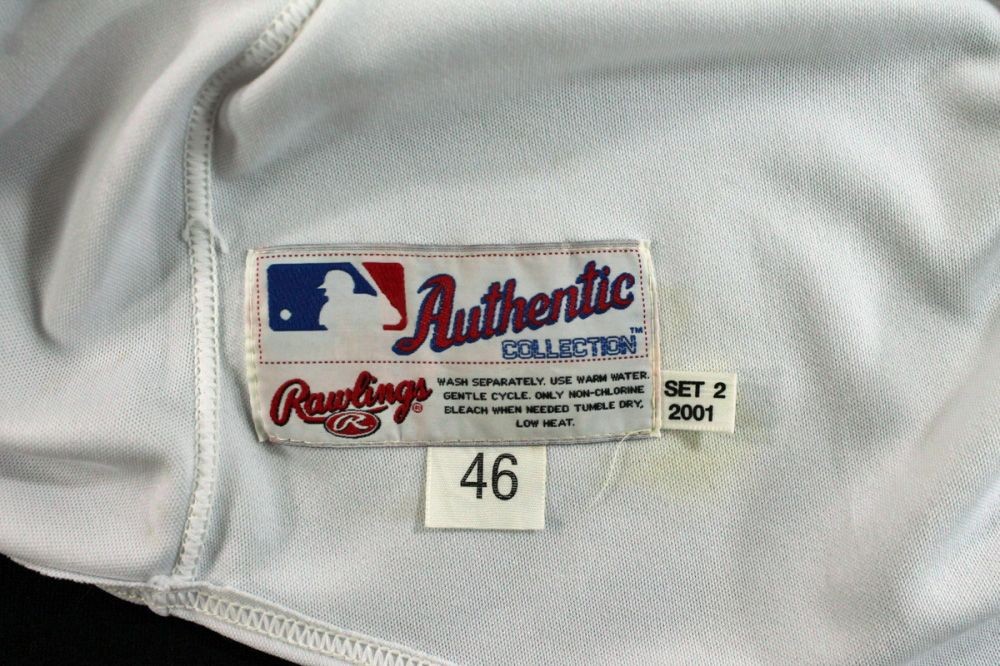 Authentic
COLLECTION™
Rawlings®
R
WASH SEPARATELY. USE WARM WATER.
GENTLE CYCLE. ONLY NON-CHLORINE
BLEACH WHEN NEEDED TUMBLE DRY,
LOW HEAT.
SET 2
2001
46